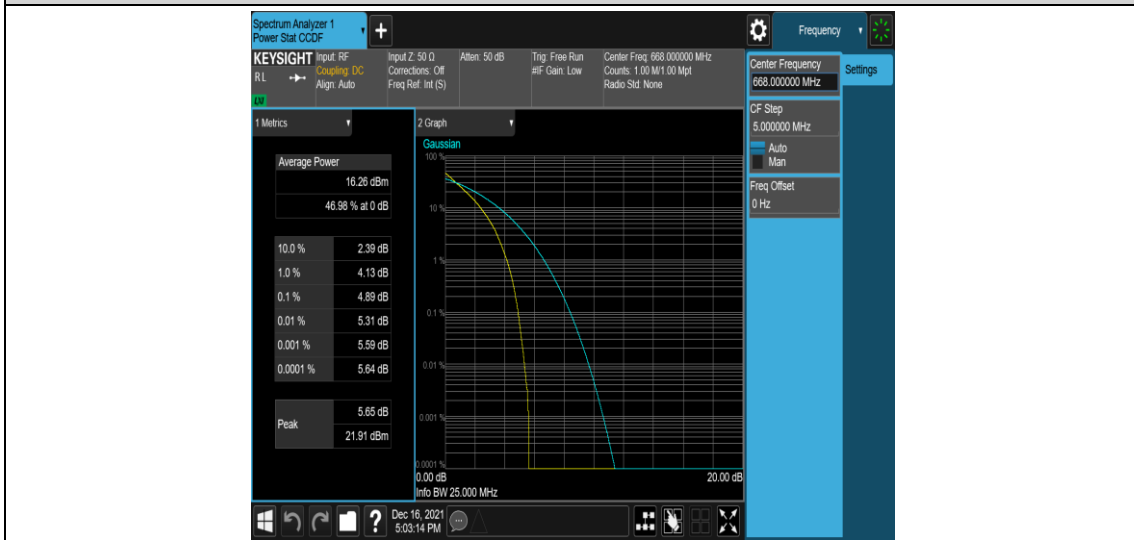 Spectrum Analyzer 1
Power Stat CCDF
+
Frequency
KEYSIGHT
RL
LXI
Input: RF
Coupling: DC
Align: Auto
Input Z: 50 Ω
Corrections: Off
Freq Ref: Int (S)
Atten: 50 dB
Trig: Free Run
#IF Gain: Low
Center Freq: 668.000000 MHz
Counts: 1.00 M/1.00 Mpt
Radio Std: None
Center Frequency
668.000000 MHz
Settings
CF Step
5.000000 MHz
Auto
Man
Freq Offset
0 Hz
1 Metrics
Average Power
16.26 dBm
46.98 % at 0 dB
10.0 % 2.39 dB
1.0 % 4.13 dB
0.1 % 4.89 dB
0.01 % 5.31 dB
0.001 % 5.59 dB
0.0001 % 5.64 dB
Peak
5.65 dB
21.91 dBm
2 Graph
Gaussian
100 %
10 %
1 %
0.1 %
0.01 %
0.001 %
0.0001 %
0.00 dB 20.00 dB
Info BW 25.000 MHz
?
Dec 16, 2021
5:03:14 PM